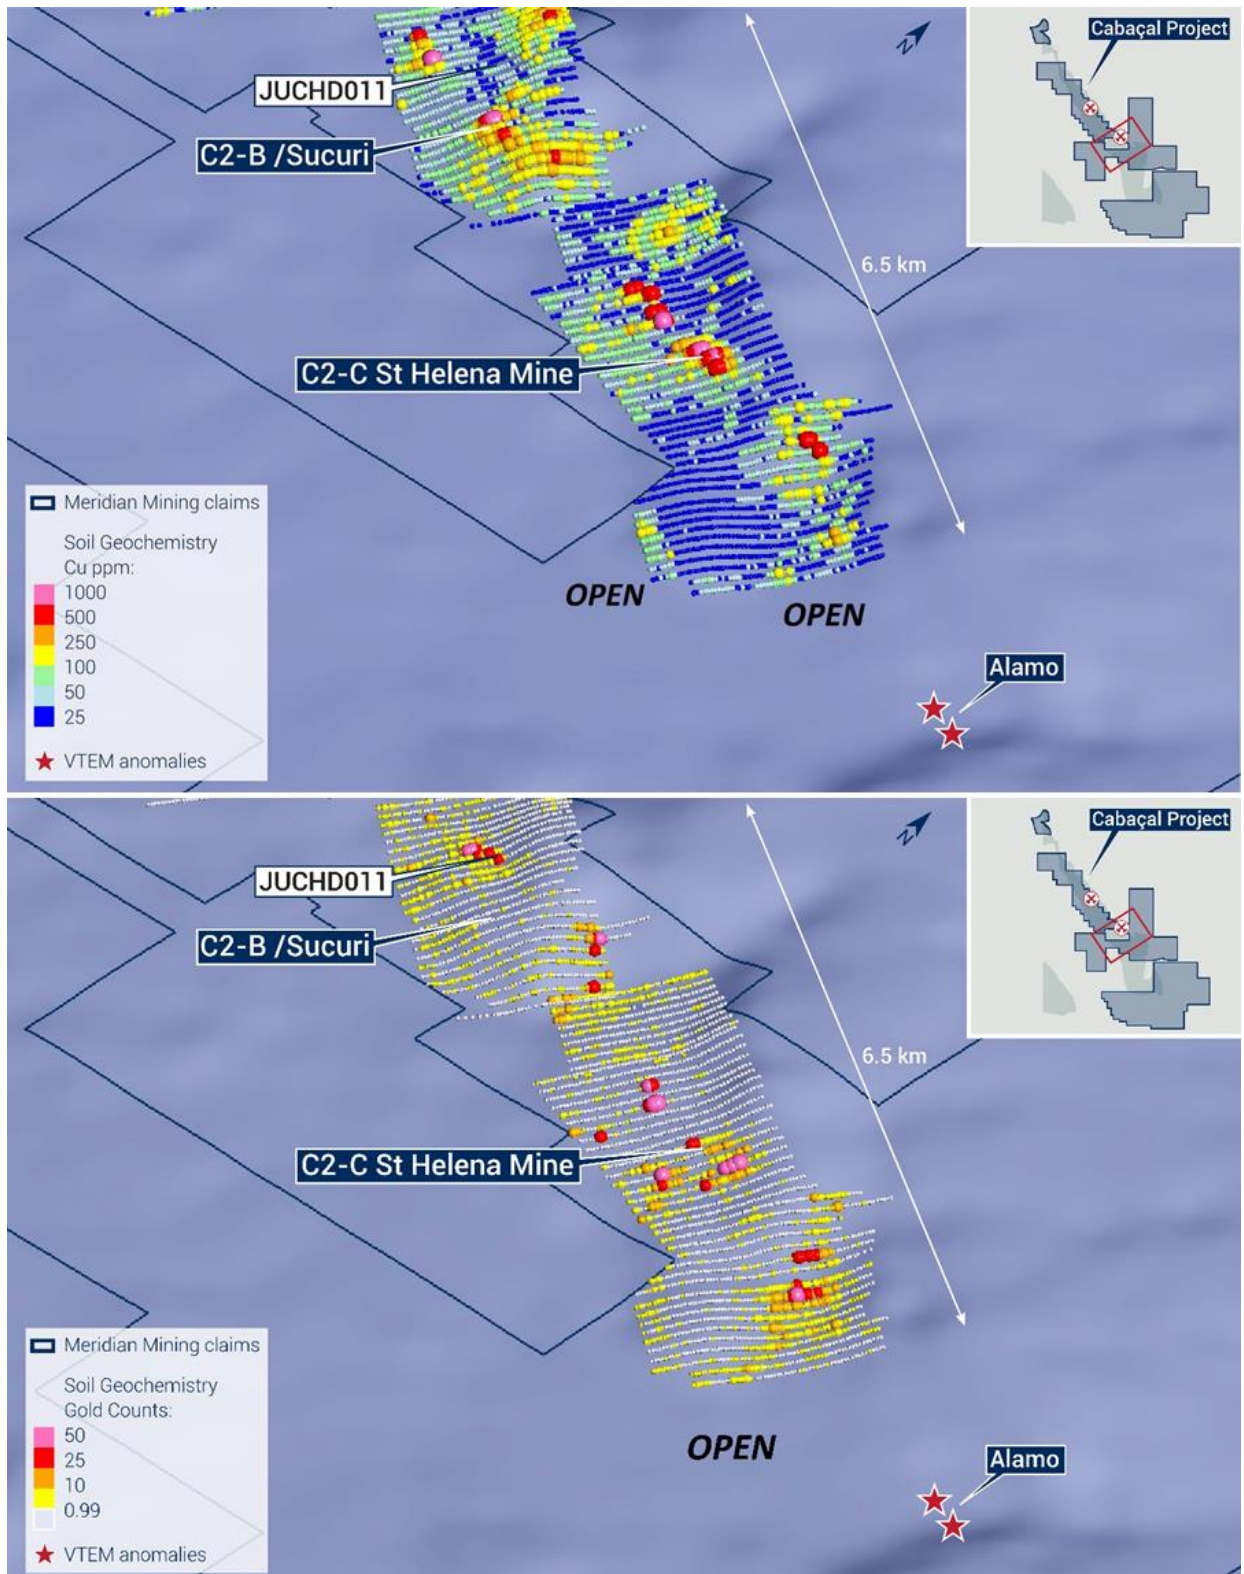 N
Cabaçal Project
JUCHD011
C2-B /Sucuri
6.5 km
C2-C St Helena Mine
Meridian Mining claims
Soil Geochemistry
Cu ppm:
1000
500
250
100
50
25
VTEM anomalies
OPEN
OPEN
Alamo
N
Cabaçal Project
JUCHD011
C2-B /Sucuri
6.5 km
C2-C St Helena Mine
Meridian Mining claims
Soil Geochemistry
Gold Counts:
50
25
10
0.99
VTEM anomalies
OPEN
Alamo